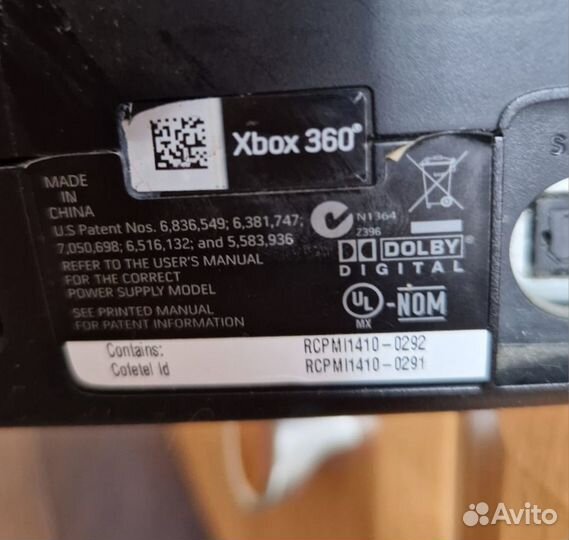 Xbox 360
MADE
IN
CHINA
U.S Patent Nos. 6,836,549; 6,381,747;
7,050,698; 6,516,132; and 5,583,936
REFER TO THE USER'S MANUAL
FOR THE CORRECT
POWER SUPPLY MODEL
SEE PRINTED MANUAL
FOR PATENT INFORMATION
N1364
Z396
DOLBY
DIGITAL
UL
MX
-NOM
Contains: RCPMI1410-0292
Cofetel Id RCPMI1410-0291
S
Avito